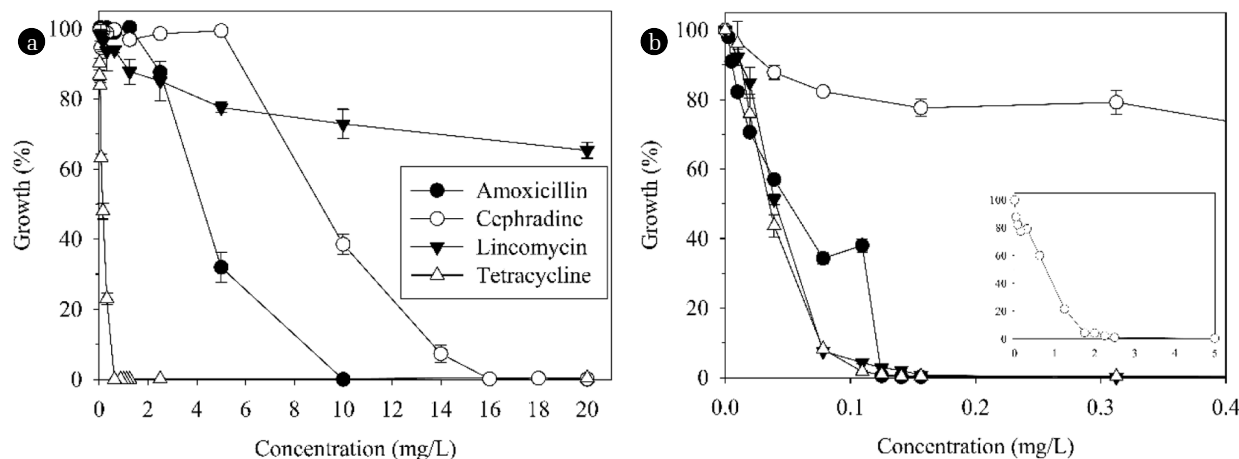 a
100
80
60
40
20
0
Growth (%)
0 2 4 6 8 10 12 14 16 18 20
Concentration (mg/L)
Amoxicillin
Cephradine
Lincomycin
Tetracycline
b
100
80
60
40
20
0
Growth (%)
0.0 0.1 0.2 0.3 0.4
Concentration (mg/L)
100
80
60
40
20
0
0 1 2 3 4 5